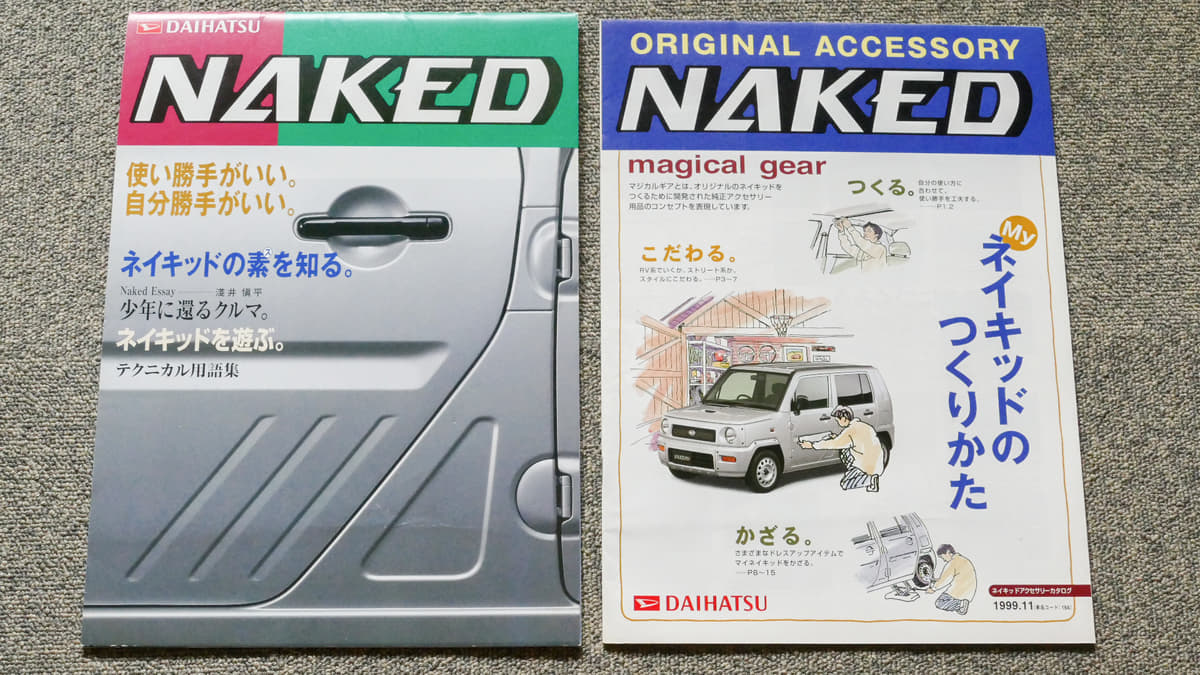 DAIHATSU
NAKED
使い勝手がいい。
自分勝手がいい。
ネイキッドの素を知る。
Naked Essay――浅井慎平
少年に還るクルマ。
ネイキッドを遊ぶ。
テクニカル用語集
ORIGINAL ACCESSORY
NAKED
magical gear
マジカルギアとは、オリジナルのネイキッドを
つくるために開発された純正アクセサリー
用品のコンセプトを表現しています。
つくる。
自分の使い方に
合わせて、
使い勝手を工夫する。
――P1.2
こだわる。
RV系でいくか、ストリート系か、
スタイルにこだわる。――P3~7
My
ネイキッドの
つくりかた
かざる。
さまざまなドレスアップアイテムで
マイネイキッドをかざる。
――P8~15
DAIHATSU
ネイキッドアクセサリーカタログ
1999.11